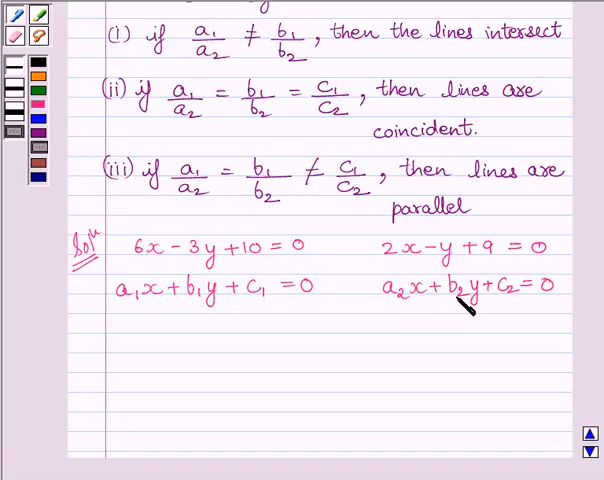 (i) if a₁/a₂ ≠ b₁/b₂, then the lines intersect
(ii) if a₁/a₂ = b₁/b₂ = c₁/c₂, then lines are
coincident.
(iii) if a₁/a₂ = b₁/b₂ ≠ c₁/c₂, then lines are
parallel
Solⁿ 6x - 3y + 10 = 0 2x - y + 9 = 0
a₁x + b₁y + c₁ = 0 a₂x + b₂y + c₂ = 0